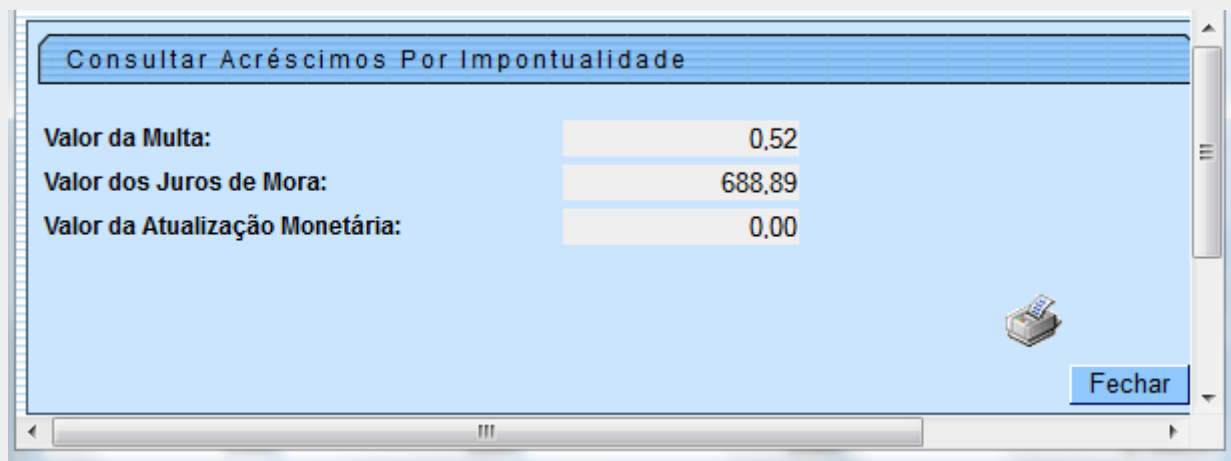 Consultar Acréscimos Por Impontualidade
Valor da Multa: 0,52
Valor dos Juros de Mora: 688,89
Valor da Atualização Monetária: 0,00
Fechar